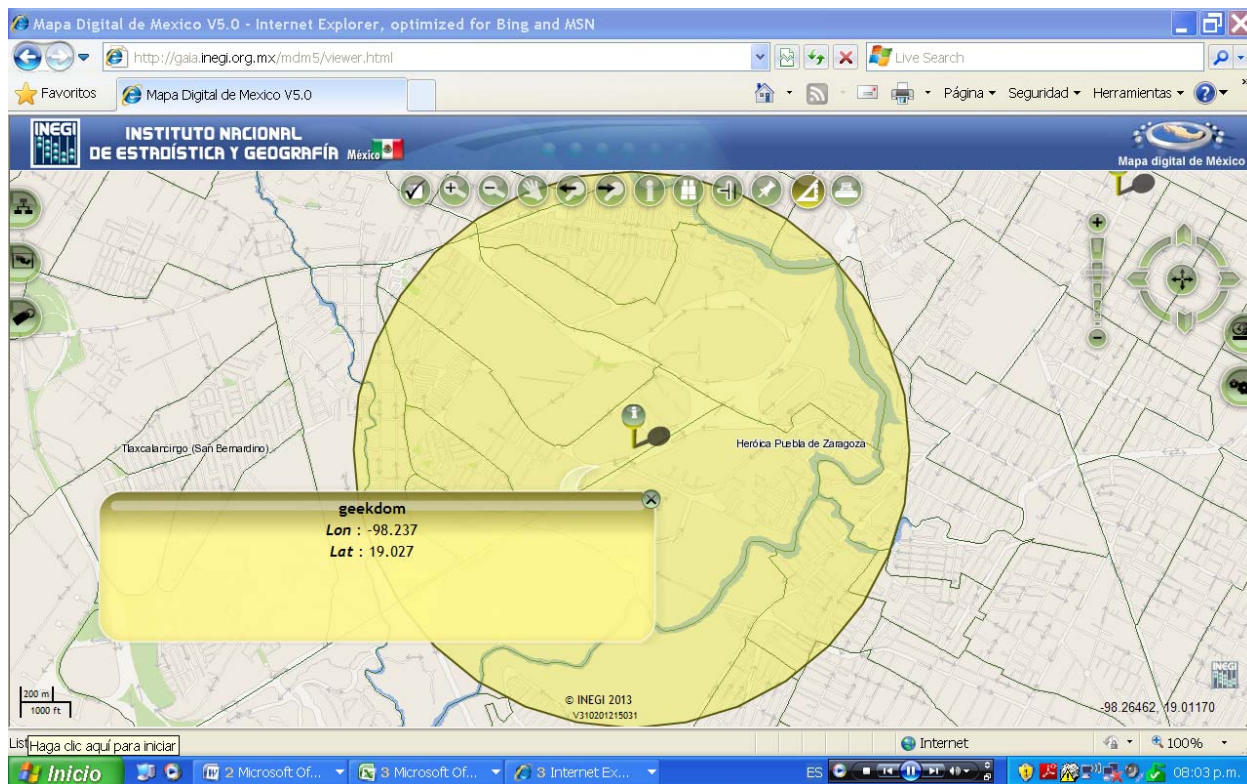 Mapa Digital de Mexico V5.0 - Internet Explorer, optimized for Bing and MSN
http://gaia.inegi.org.mx/mdm5/viewer.html
Live Search
Favoritos
Mapa Digital de Mexico V5.0
Página
Seguridad
Herramientas
INEGI
INSTITUTO NACIONAL
DE ESTADÍSTICA Y GEOGRAFÍA México
Mapa digital de México
Tlaxcalancingo (San Bernardino)
Heróica Puebla de Zaragoza
geekdom
Lon : -98.237
Lat : 19.027
200 m
1000 ft
© INEGI 2013
V310201215031
INEGI
-98.26462, 19.01170
List
Haga clic aquí para iniciar
Internet
100%
Inicio
2 Microsoft Of...
3 Microsoft Of...
3 Internet Ex...
ES
08:03 p.m.